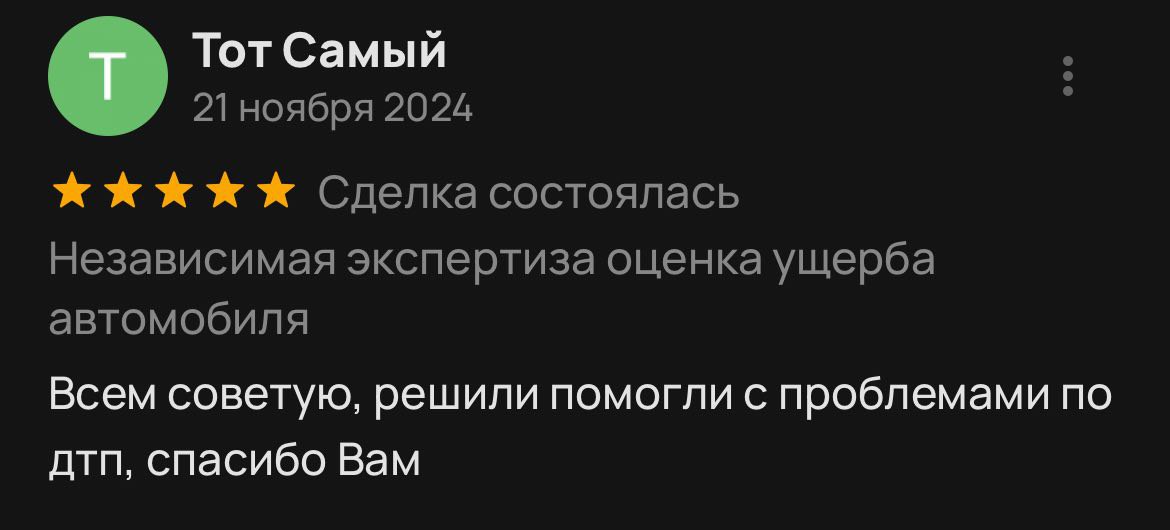 Т
Тот Самый
21 ноября 2024
Сделка состоялась
Независимая экспертиза оценка ущерба
автомобиля
Всем советую, решили помогли с проблемами по
дтп, спасибо Вам